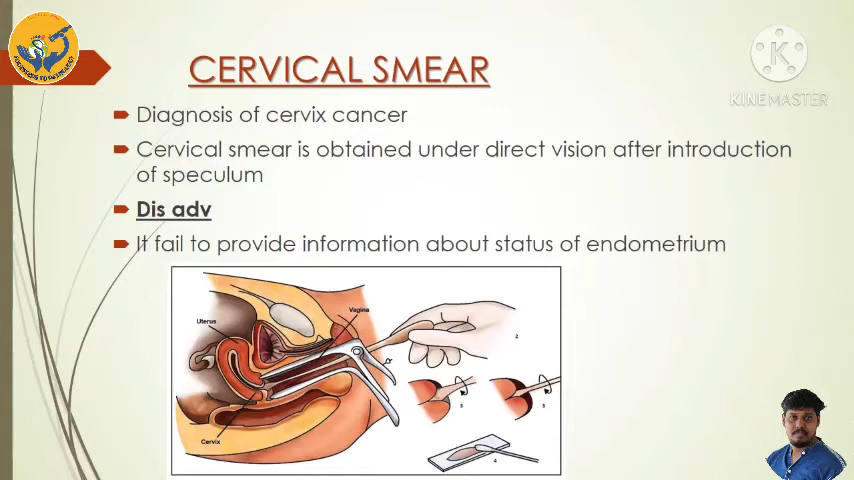 CERVICAL SMEAR
KINEMASTER
Diagnosis of cervix cancer
Cervical smear is obtained under direct vision after introduction
of speculum
Dis adv
It fail to provide information about status of endometrium
Vagina
Uterus
2
3
3
Cervix
4